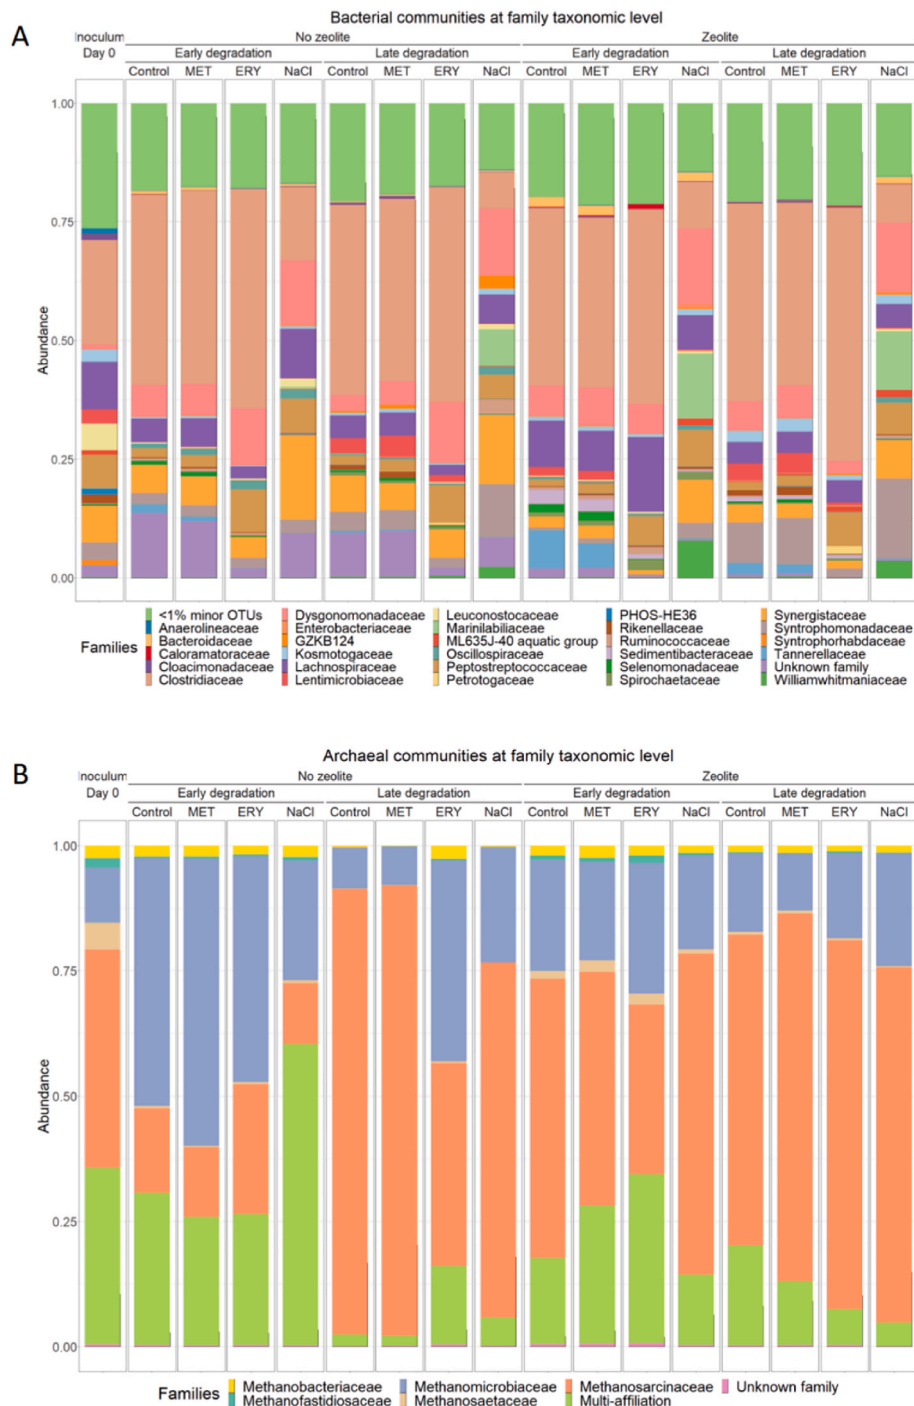 A
Bacterial communities at family taxonomic level
Inoculum No zeolite Zeolite
Day 0 Early degradation Late degradation Early degradation Late degradation
Control MET ERY NaCl Control MET ERY NaCl Control MET ERY NaCl Control MET ERY NaCl
1.00
0.75
0.50
0.25
0.00
Abundance
Families
<1% minor OTUs Dysgonomonadaceae Leuconostocaceae PHOS-HE36 Synergistaceae
Anaerolineaceae Enterobacteriaceae Marinilabiliaceae Rikenellaceae Syntrophomonadaceae
Bacteroidaceae GZKB124 ML635J-40 aquatic group Ruminococcaceae Syntrophorhabdaceae
Caloramatoraceae Kosmotogaceae Oscillospiraceae Sedimentibacteraceae Tannerellaceae
Cloacimonadaceae Lachnospiraceae Peptostreptococcaceae Selenomonadaceae Unknown family
Clostridiaceae Lentimicrobiaceae Petrotogaceae Spirochaetaceae Williamwhitmaniaceae
B
Archaeal communities at family taxonomic level
Inoculum No zeolite Zeolite
Day 0 Early degradation Late degradation Early degradation Late degradation
Control MET ERY NaCl Control MET ERY NaCl Control MET ERY NaCl Control MET ERY NaCl
1.00
0.75
0.50
0.25
0.00
Abundance
Families
Methanobacteriaceae Methanomicrobiaceae Methanosarcinaceae Unknown family
Methanofastidiosaceae Methanosaetaceae Multi-affiliation